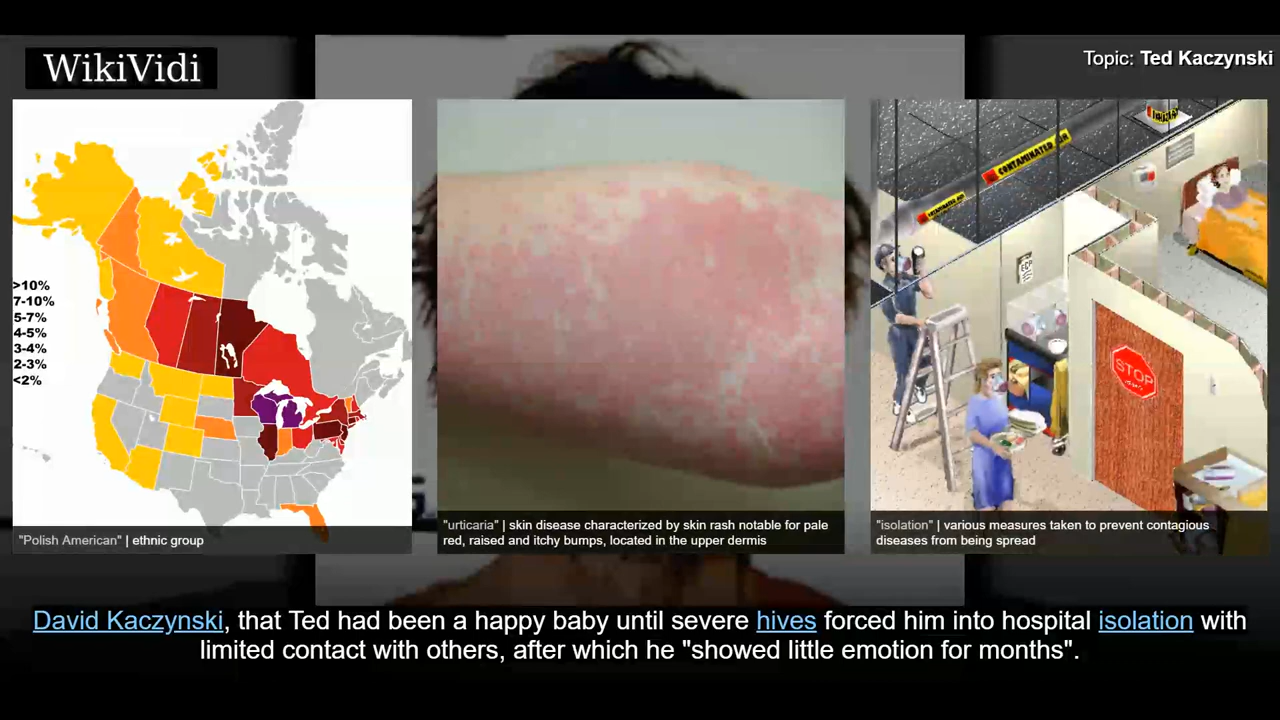 WikiVidi
Topic: Ted Kaczynski
>10%
7-10%
5-7%
4-5%
3-4%
2-3%
<2%
"Polish American" | ethnic group
"urticaria" | skin disease characterized by skin rash notable for pale
red, raised and itchy bumps, located in the upper dermis
CONTAMINATED AIR
STOP
"isolation" | various measures taken to prevent contagious
diseases from being spread
David Kaczynski, that Ted had been a happy baby until severe hives forced him into hospital isolation with
limited contact with others, after which he "showed little emotion for months".